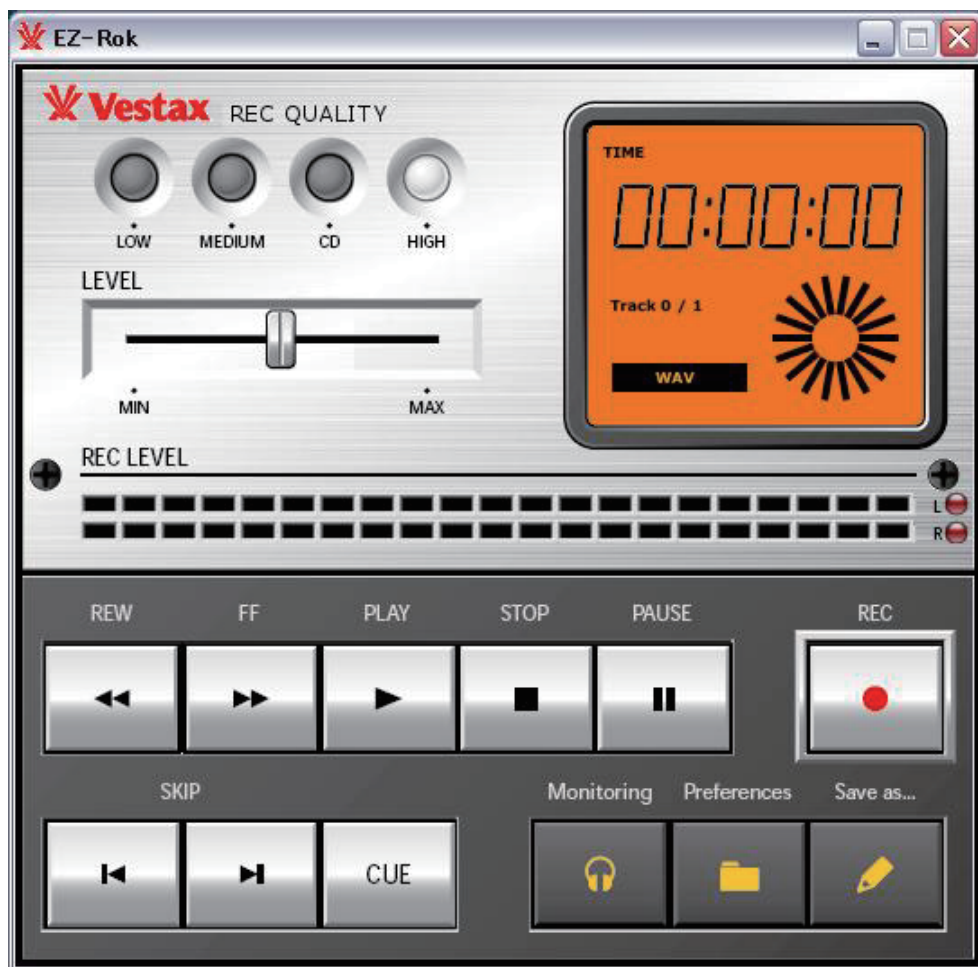 EZ-Rok
Vestax REC QUALITY
LOW MEDIUM CD HIGH
LEVEL
MIN MAX
TIME
00:00:00
Track 0 / 1
WAV
REC LEVEL
L
R
REW FF PLAY STOP PAUSE REC
SKIP Monitoring Preferences Save as...
CUE